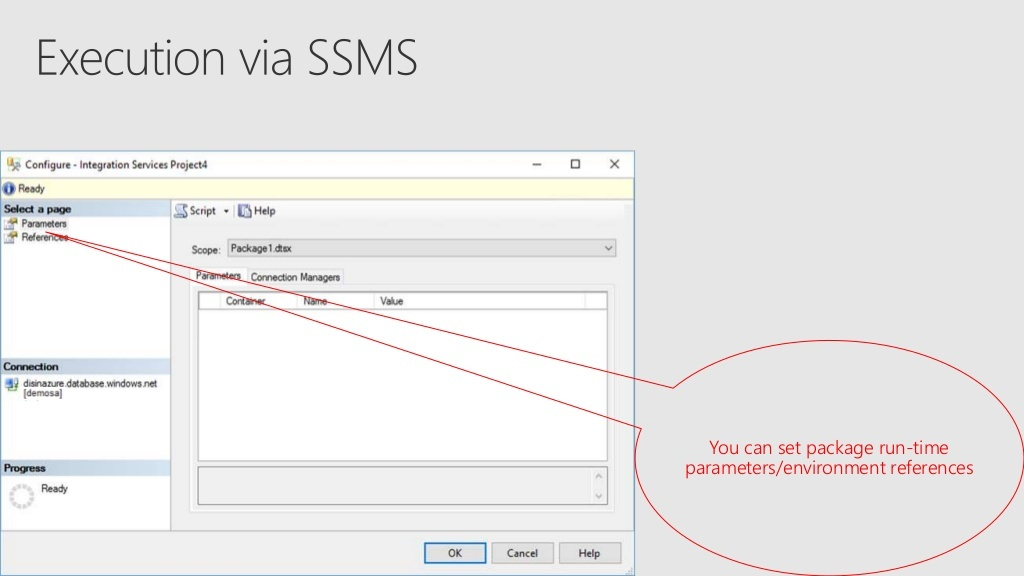 Execution via SSMS
Configure - Integration Services Project4
Ready
Select a page
Parameters
References
Script
Help
Scope:
Package1.dtsx
Parameters
Connection Managers
Container
Name
Value
Connection
disinazure.database.windows.net
[demosa]
Progress
Ready
OK
Cancel
Help
You can set package run-time
parameters/environment references